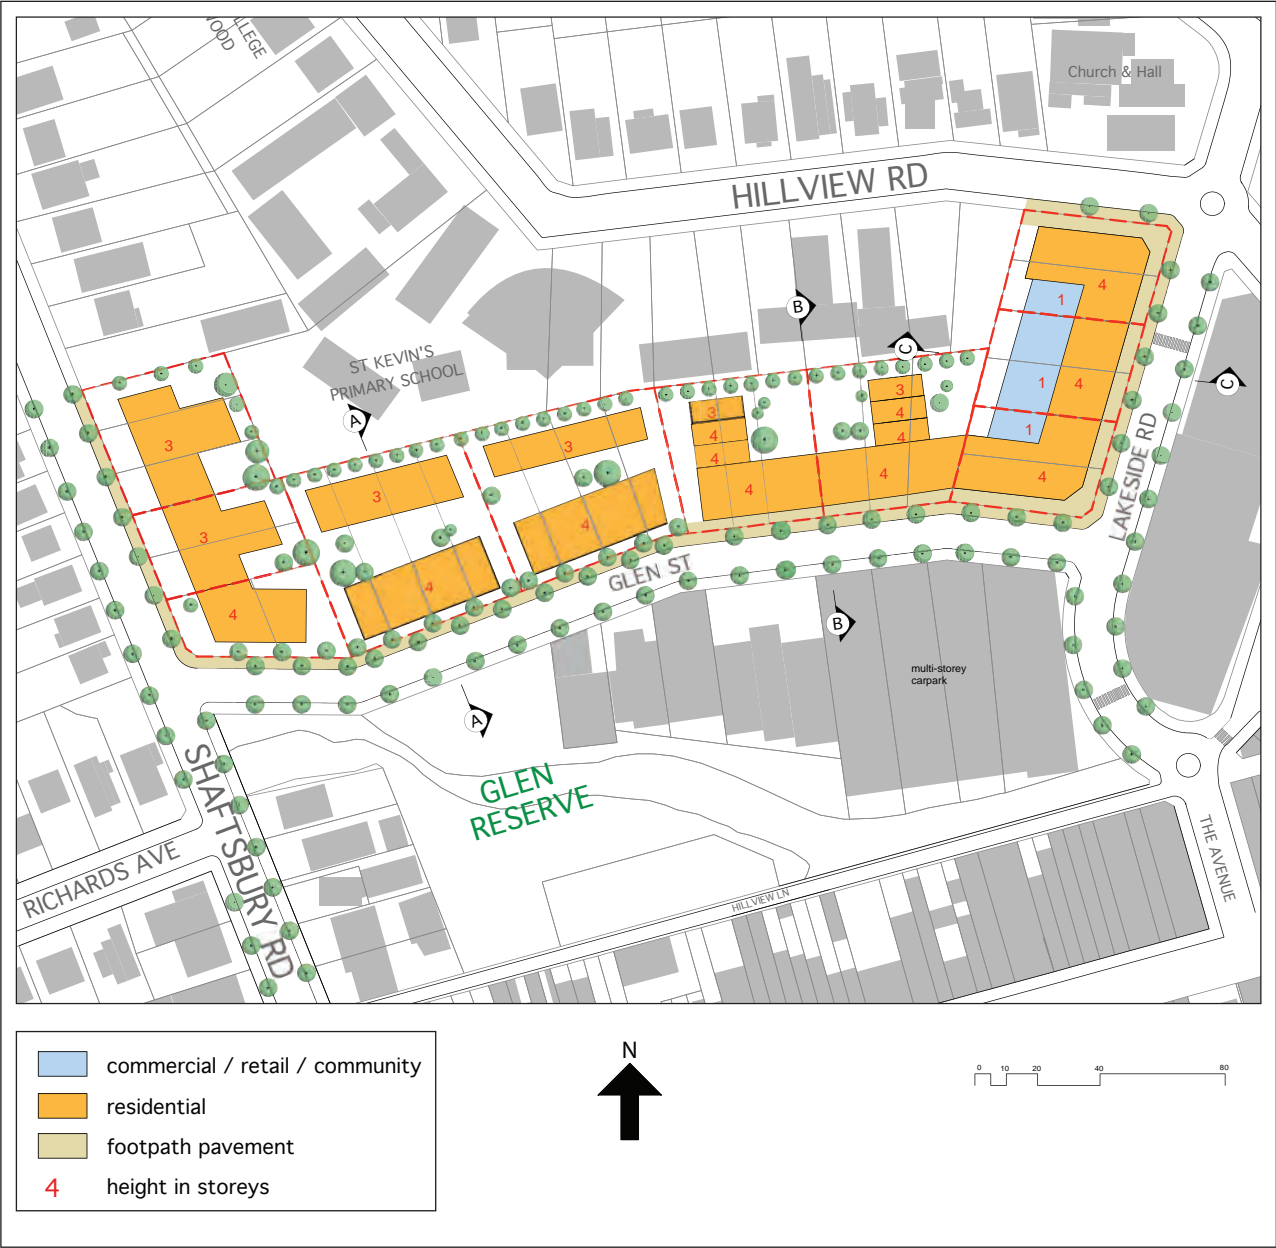 LLEGE
WOOD
Church & Hall
HILLVIEW RD
ST KEVIN'S
PRIMARY SCHOOL
A
B
C
C
1
4
1
4
1
4
3
3
4
3
4
3
4
3
4
4
4
3
4
4
4
LAKESIDE RD
GLEN ST
B
A
multi-storey
carpark
GLEN
RESERVE
SHAFTSBURY RD
RICHARDS AVE
HILLVIEW LN
THE AVENUE
commercial / retail / community
residential
footpath pavement
4 height in storeys
N
0 10 20 40 80